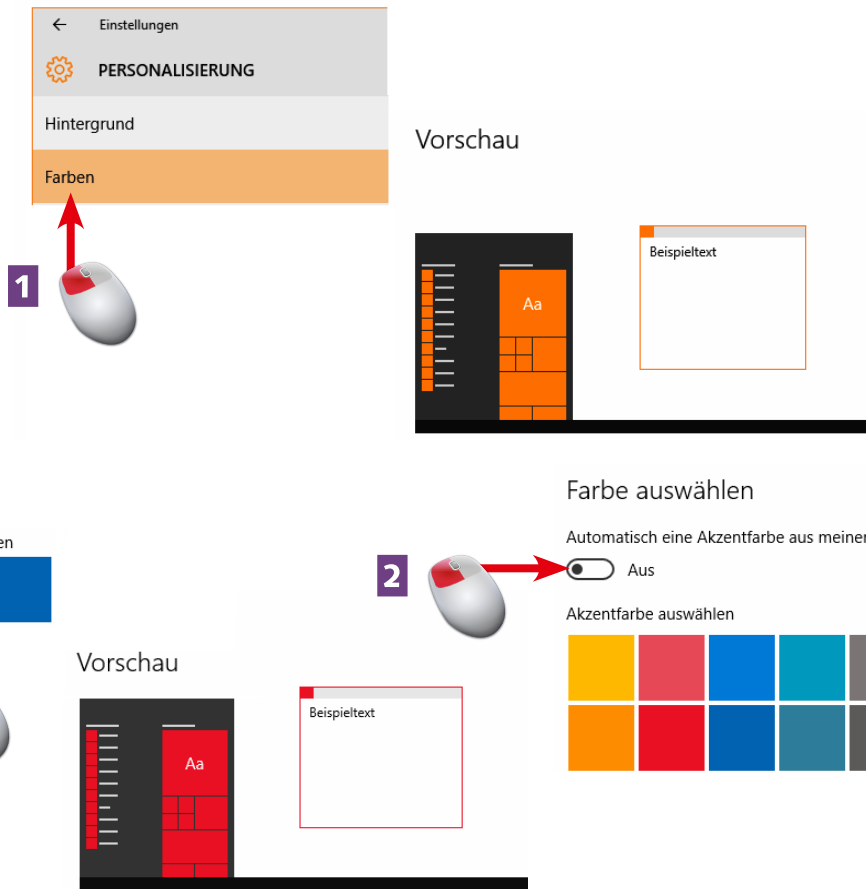 Einstellungen
PERSONALISIERUNG
Hintergrund
Farben
1
Vorschau
Beispieltext
Aa
Farbe auswählen
Automatisch eine Akzentfarbe aus meiner
2
Aus
Akzentfarbe auswählen
en
Vorschau
Beispieltext
Aa